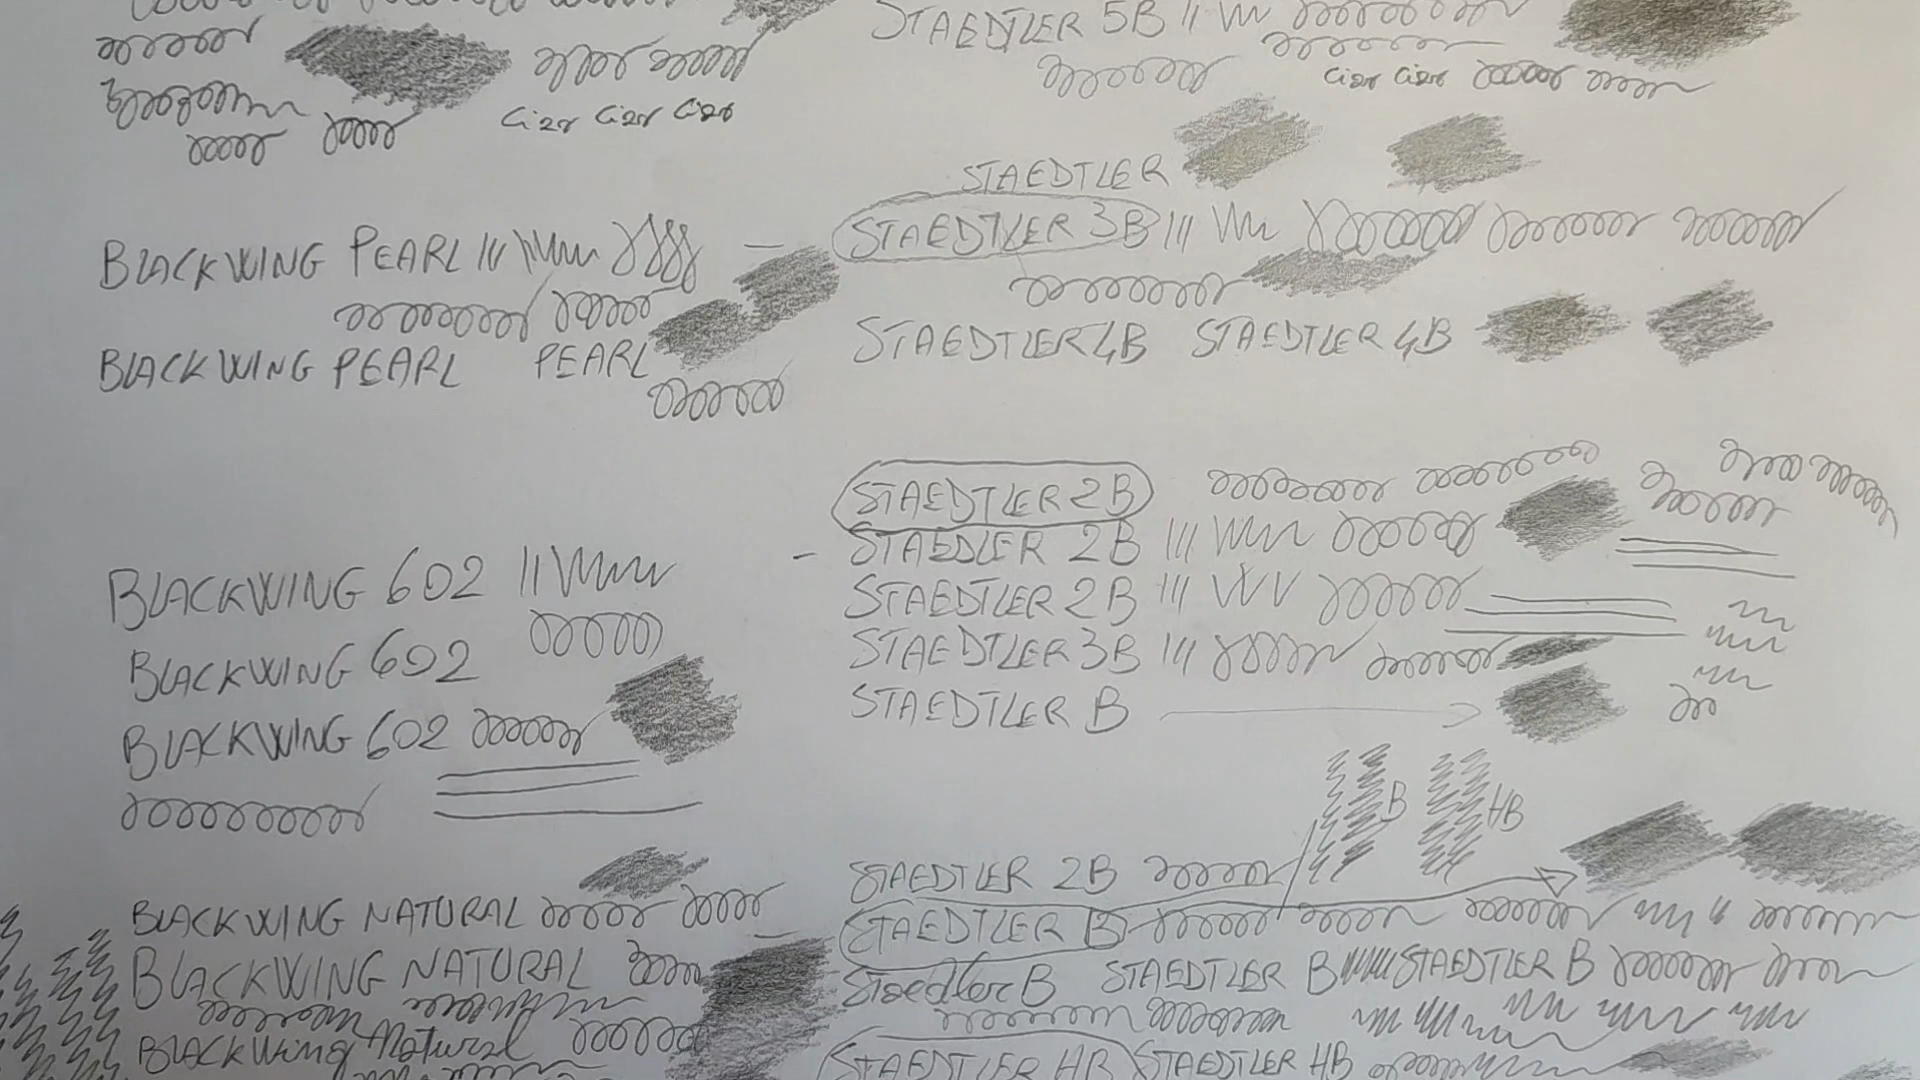 STAEDTLER 5B
STAEDTLER
STAEDTLER 3B
STAEDTLER 4B STAEDTLER 4B
BLACKWING PEARL
BLACKWING PEARL PEARL
STAEDTLER 2B
STAEDLER 2B
STAEDTLER 2B
STAEDTLER 3B
STAEDTLER B
BLACKWING 602
BLACKWING 602
BLACKWING 602
B HB
STAEDTLER 2B
STAEDTLER B
Staedtler B STAEDTLER B STAEDTLER B
STAEDTLER HB STAEDTLER HB
BLACKWING NATURAL
BLACKWING NATURAL
BLACKWING Natural